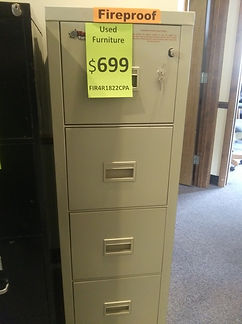 Fireproof
Used
Furniture
$699
FIR4R1822CPA